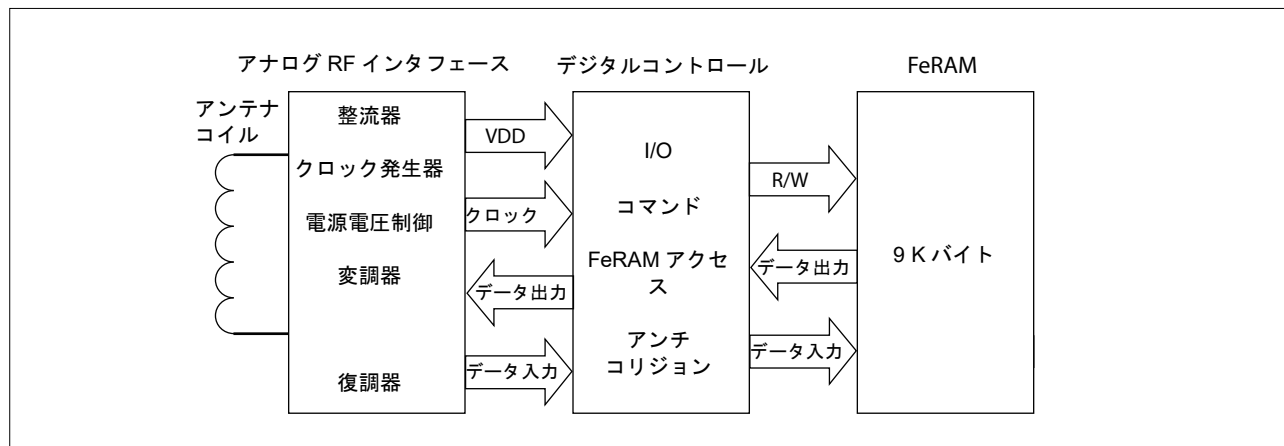 アナログ RF インタフェース
デジタルコントロール
FeRAM
アンテナ
コイル
整流器
クロック発生器
電源電圧制御
変調器
復調器
VDD
クロック
データ出力
データ入力
I/O
コマンド
FeRAM アクセ
ス
アンチ
コリジョン
R/W
データ出力
データ入力
9 K バイト